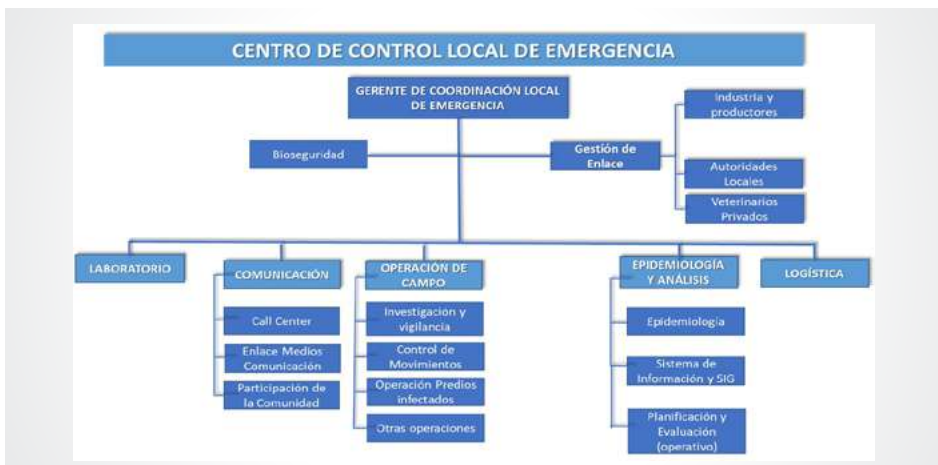 CENTRO DE CONTROL LOCAL DE EMERGENCIA
GERENTE DE COORDINACIÓN LOCAL
DE EMERGENCIA
Industria y
productores
Bioseguridad
Gestión de
Enlace
Autoridades
Locales
Veterinarios
Privados
LABORATORIO
COMUNICACIÓN
OPERACIÓN DE
CAMPO
EPIDEMIOLOGÍA
Y ANÁLISIS
LOGÍSTICA
Call Center
Enlace Medios
Comunicación
Participación de
la Comunidad
Investigación y
vigilancia
Control de
Movimientos
Operación Predios
infectados
Otras operaciones
Epidemiología
Sistema de
Información y SIG
Planificación y
Evaluación
(operativo)